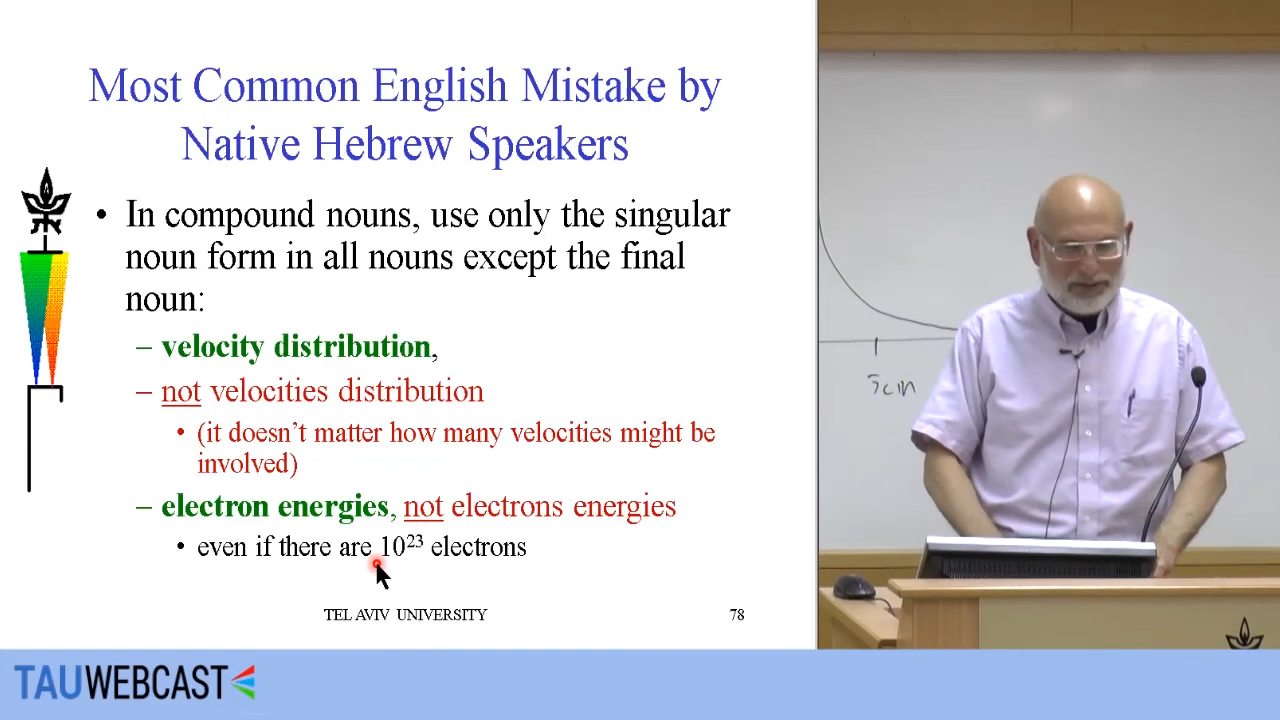 Most Common English Mistake by
Native Hebrew Speakers
• In compound nouns, use only the singular
noun form in all nouns except the final
noun:
– velocity distribution,
– not velocities distribution
• (it doesn’t matter how many velocities might be
involved)
– electron energies, not electrons energies
• even if there are 10²³ electrons
TEL AVIV UNIVERSITY
78
5cm
TAUWEBCAST